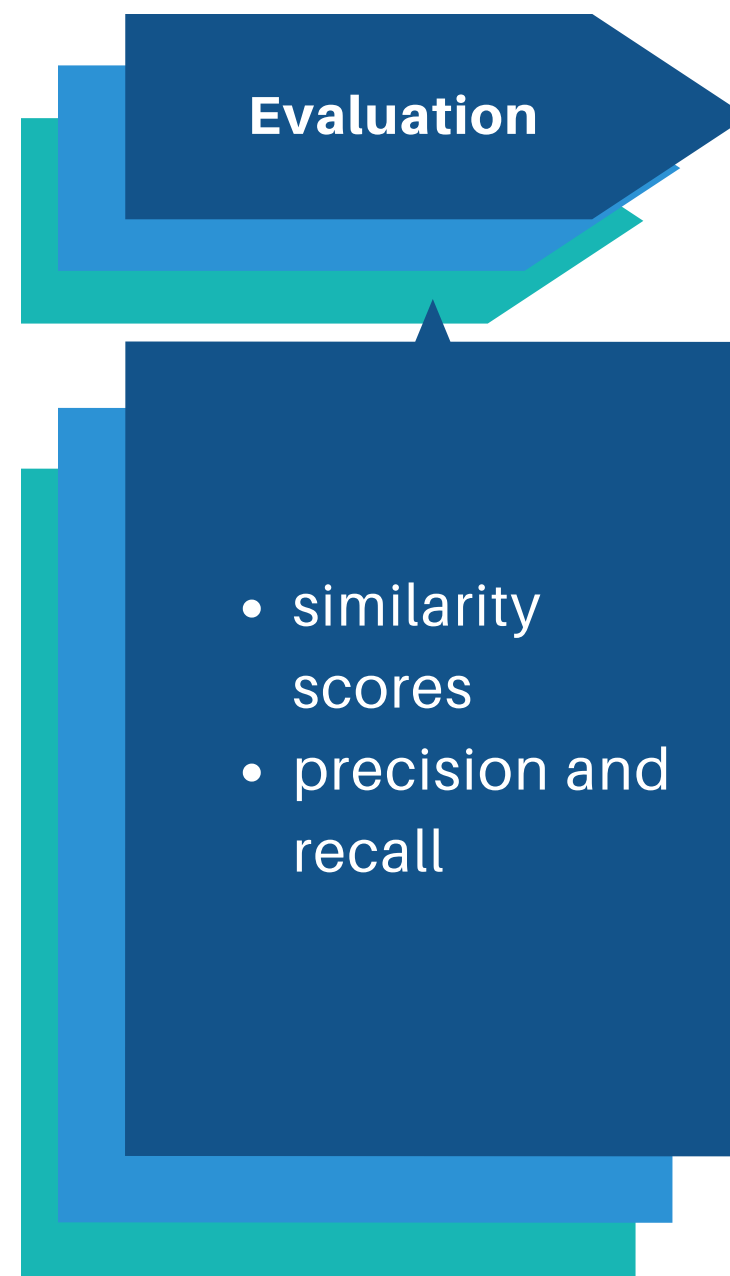 Evaluation
• similarity
scores
• precision and
recall